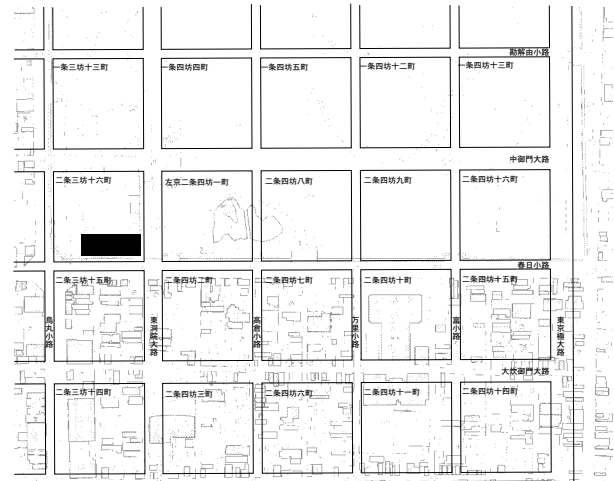 勘解由小路
一条三坊十三町
一条四坊四町
一条四坊五町
一条四坊十二町
一条四坊十三町
中御門大路
二条三坊十六町
左京二条四坊一町
二条四坊八町
二条四坊九町
二条四坊十六町
春日小路
二条三坊十五町
二条四坊二町
二条四坊七町
二条四坊十町
二条四坊十五町
烏丸小路
東洞院大路
高倉小路
万里小路
富小路
東京極大路
大炊御門大路
二条三坊十四町
二条四坊三町
二条四坊六町
二条四坊十一町
二条四坊十四町